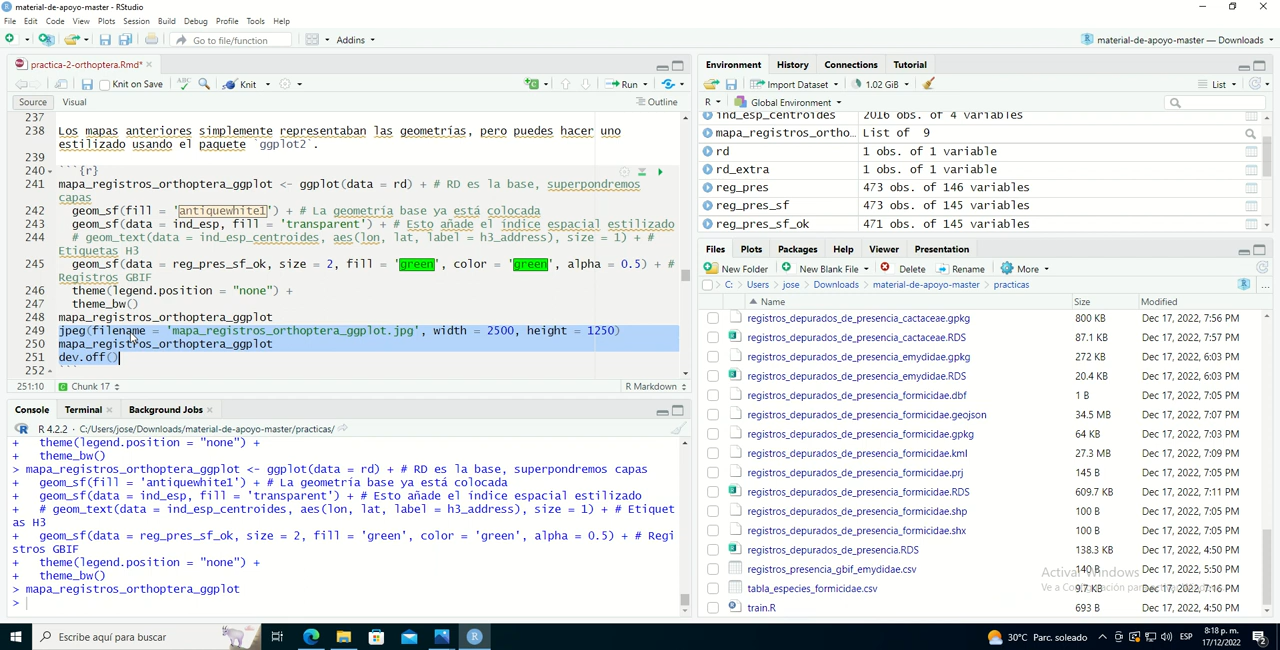 material-de-apoyo-master - RStudio
File Edit Code View Plots Session Build Debug Profile Tools Help
Go to file/function Addins material-de-apoyo-master — Downloads
practica-2-orthoptera.Rmd*
Knit on Save Knit Run
Source Visual Outline
237
238 Los mapas anteriores simplemente representaban las geometrías, pero puedes hacer uno
estilizado usando el paquete `ggplot2`.
239
240 ```{r}
241 mapa_registros_orthoptera_ggplot <- ggplot(data = rd) + # RD es la base, superpondremos
capas
242 geom_sf(fill = 'antiquewhite1') + # La geometría base ya está colocada
243 geom_sf(data = ind_esp, fill = 'transparent') + # Esto añade el índice espacial estilizado
244 # geom_text(data = ind_esp_centroides, aes(lon, lat, label = h3_address), size = 1) + #
Etiquetas H3
245 geom_sf(data = reg_pres_sf_ok, size = 2, fill = 'green', color = 'green', alpha = 0.5) + #
Registros GBIF
246 theme(legend.position = "none") +
247 theme_bw()
248 mapa_registros_orthoptera_ggplot
249 jpeg(filename = 'mapa_registros_orthoptera_ggplot.jpg', width = 2500, height = 1250)
250 mapa_registros_orthoptera_ggplot
251 dev.off()
252 ```
251:10 Chunk 17 R Markdown
Console Terminal Background Jobs
R 4.2.2 · C:/Users/jose/Downloads/material-de-apoyo-master/practicas/
+ theme(legend.position = "none") +
+ theme_bw()
> mapa_registros_orthoptera_ggplot <- ggplot(data = rd) + # RD es la base, superpondremos capas
+ geom_sf(fill = 'antiquewhite1') + # La geometría base ya está colocada
+ geom_sf(data = ind_esp, fill = 'transparent') + # Esto añade el índice espacial estilizado
+ # geom_text(data = ind_esp_centroides, aes(lon, lat, label = h3_address), size = 1) + # Etiquet
as H3
+ geom_sf(data = reg_pres_sf_ok, size = 2, fill = 'green', color = 'green', alpha = 0.5) + # Regi
stros GBIF
+ theme(legend.position = "none") +
+ theme_bw()
> mapa_registros_orthoptera_ggplot
>
Environment History Connections Tutorial
Import Dataset 1.02 GiB List
R Global Environment
ind_esp_centroides 2016 obs. of 4 variables
mapa_registros_ortho… List of 9
rd 1 obs. of 1 variable
rd_extra 1 obs. of 1 variable
reg_pres 473 obs. of 146 variables
reg_pres_sf 473 obs. of 145 variables
reg_pres_sf_ok 471 obs. of 145 variables
Files Plots Packages Help Viewer Presentation
New Folder New Blank File Delete Rename More
C: Users jose Downloads material-de-apoyo-master practicas
Name Size Modified
registros_depurados_de_presencia_cactaceae.gpkg 800 KB Dec 17, 2022, 7:56 PM
registros_depurados_de_presencia_cactaceae.RDS 87.1 KB Dec 17, 2022, 7:57 PM
registros_depurados_de_presencia_emydidae.gpkg 272 KB Dec 17, 2022, 6:03 PM
registros_depurados_de_presencia_emydidae.RDS 20.4 KB Dec 17, 2022, 6:03 PM
registros_depurados_de_presencia_formicidae.dbf 1 B Dec 17, 2022, 7:05 PM
registros_depurados_de_presencia_formicidae.geojson 34.5 MB Dec 17, 2022, 7:07 PM
registros_depurados_de_presencia_formicidae.gpkg 64 KB Dec 17, 2022, 7:03 PM
registros_depurados_de_presencia_formicidae.kml 27.3 MB Dec 17, 2022, 7:09 PM
registros_depurados_de_presencia_formicidae.prj 145 B Dec 17, 2022, 7:05 PM
registros_depurados_de_presencia_formicidae.RDS 609.7 KB Dec 17, 2022, 7:11 PM
registros_depurados_de_presencia_formicidae.shp 100 B Dec 17, 2022, 7:05 PM
registros_depurados_de_presencia_formicidae.shx 100 B Dec 17, 2022, 7:05 PM
registros_depurados_de_presencia.RDS 138.3 KB Dec 17, 2022, 4:50 PM
registros_presencia_gbif_emydidae.csv 140 B Dec 17, 2022, 5:50 PM
tabla_especies_formicidae.csv 9.7 KB Dec 17, 2022, 7:16 PM
train.R 693 B Dec 17, 2022, 4:50 PM
Activar Windows
Ve a Configuración para
Escribe aquí para buscar
30°C Parc. soleado ESP 8:18 p. m.
17/12/2022 2